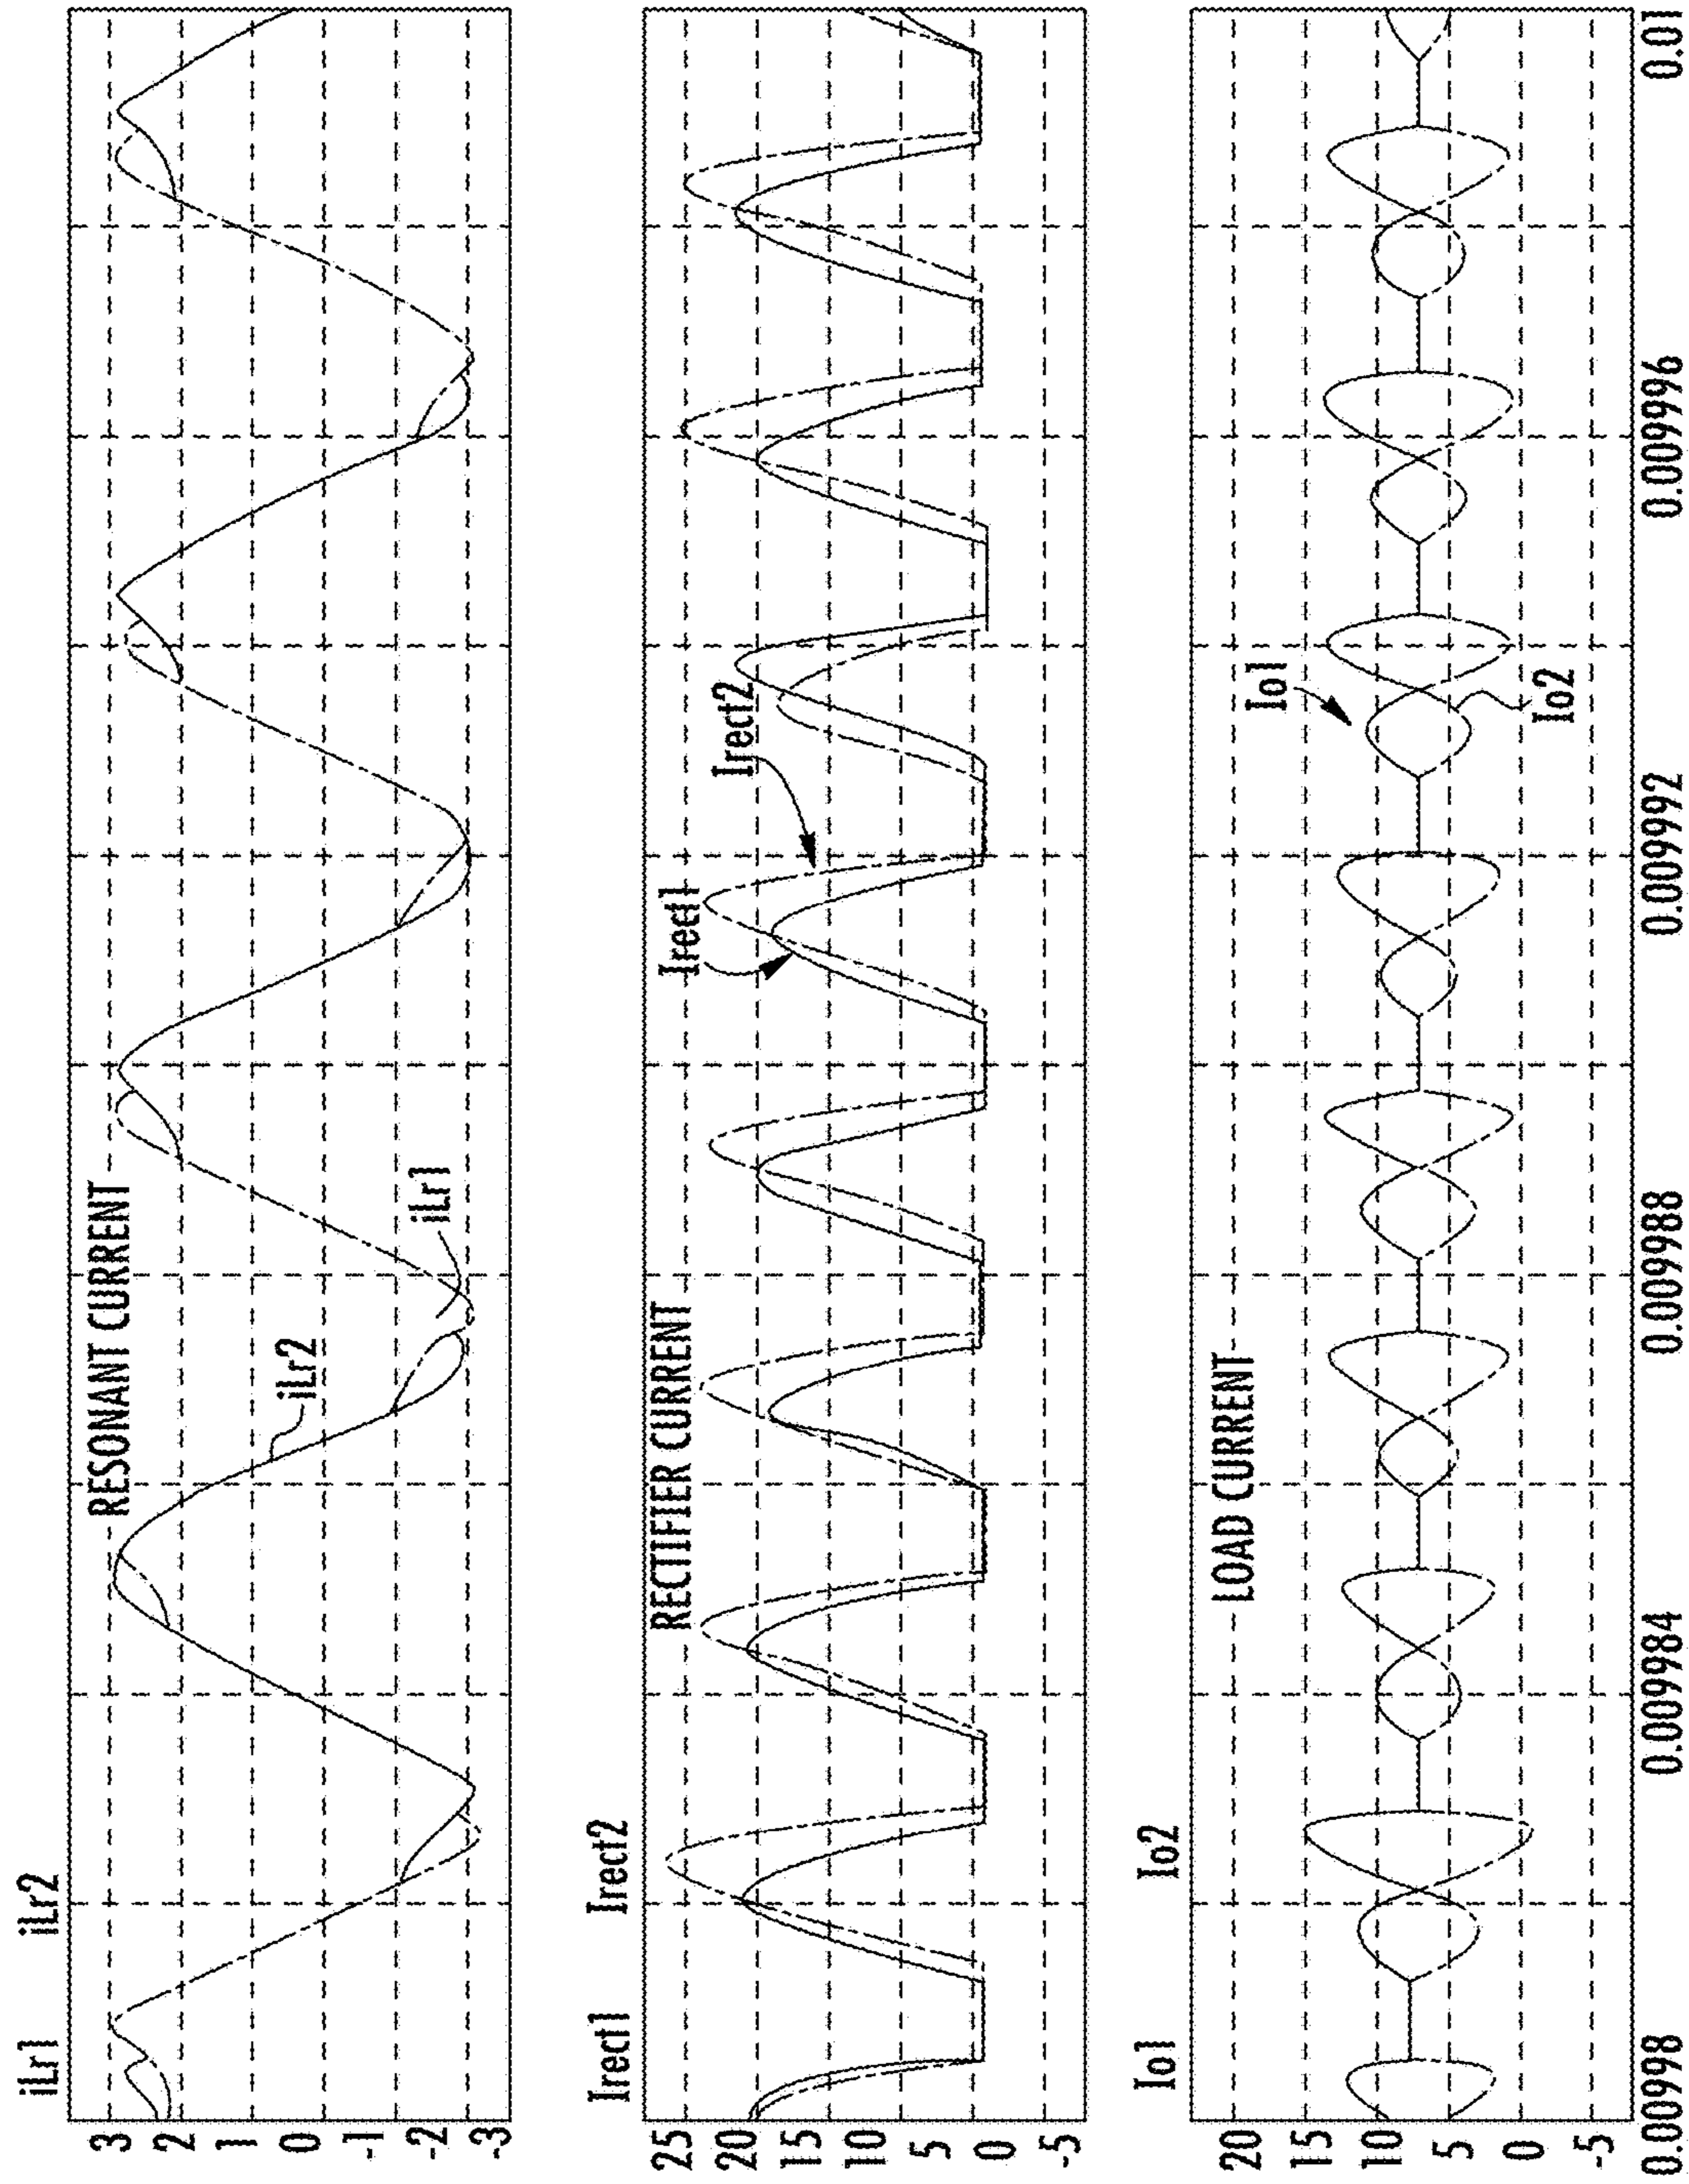 iLr1 iLr2
RESONANT CURRENT
3
2
1
0
-1
-2
-3
iLr2
iLr1
Irect1 Irect2
RECTIFIER CURRENT
25
20
15
10
5
0
-5
Irect1
Irect2
Io1 Io2
LOAD CURRENT
20
15
10
5
0
-5
Io1
Io2
0.00998 0.009984 0.009988 0.009992 0.009996 0.01